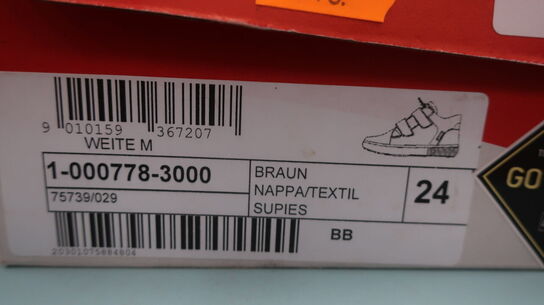 9 010159 367207
WEITE M
1-000778-3000
75739/029
BRAUN
NAPPA/TEXTIL
SUPIES
24
BB
GO